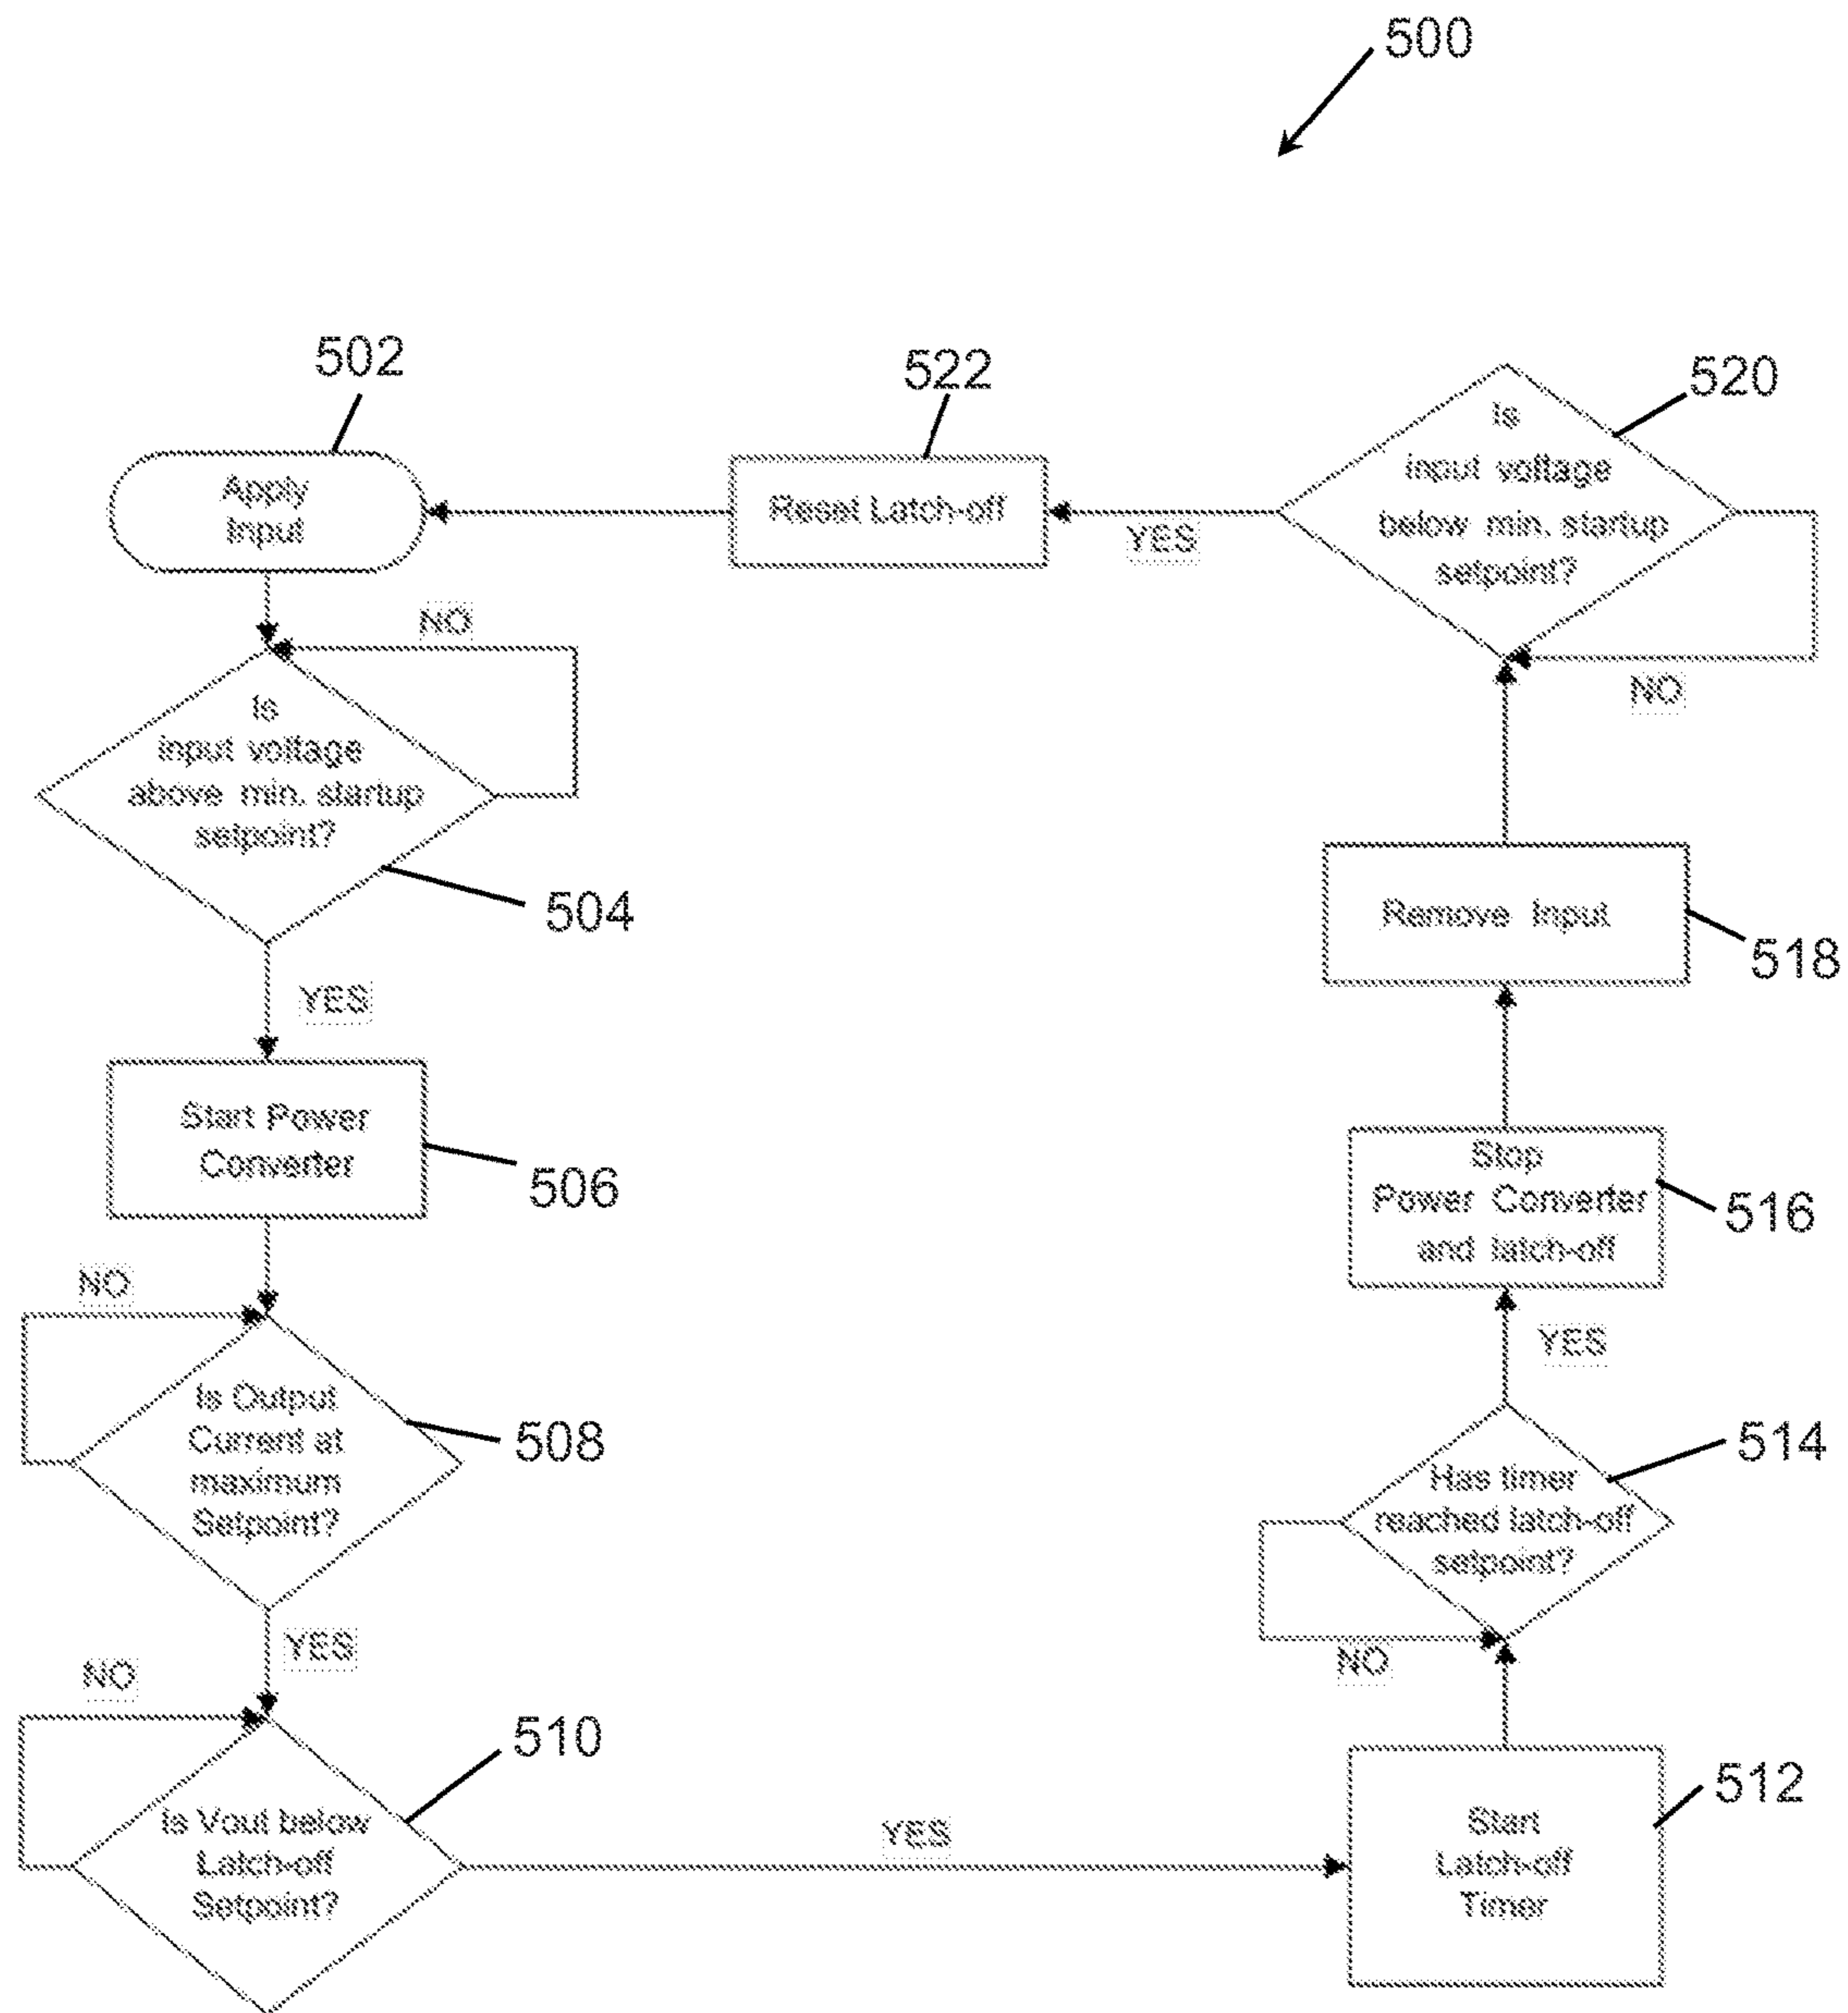 500
502
Apply
Input
522
Reset Latch-off
520
Is
input voltage
below min. startup
setpoint?
YES
NO
NO
Is
input voltage
above min. startup
setpoint?
504
YES
Remove Input
518
Start Power
Converter
506
Stop
Power Converter
and latch-off
516
NO
YES
Is Output
Current at
maximum
Setpoint?
508
Has timer
reached latch-off
setpoint?
514
YES
NO
NO
Is Vout below
Latch-off
Setpoint?
510
YES
Start
Latch-off
Timer
512